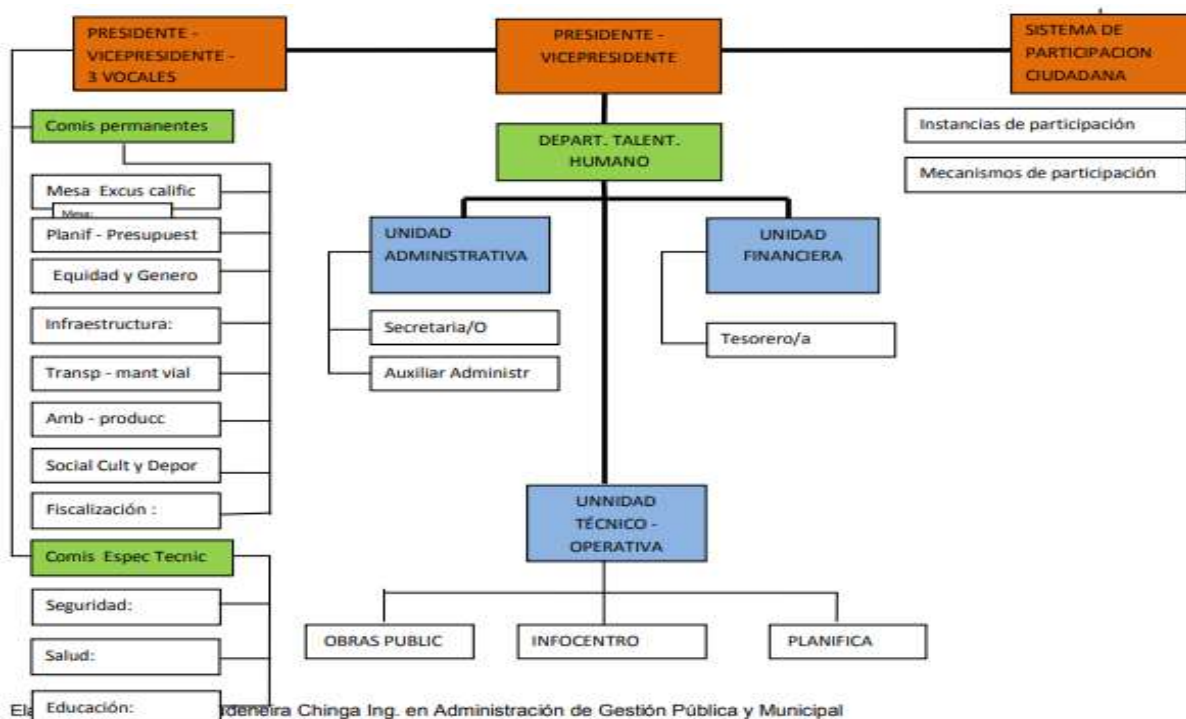 PRESIDENTE -
VICEPRESIDENTE -
3 VOCALES
PRESIDENTE -
VICEPRESIDENTE
SISTEMA DE
PARTICIPACION
CIUDADANA
Comis permanentes
Mesa Excus calific
Mesa:
Planif - Presupuest
Equidad y Genero
Infraestructura:
Transp - mant vial
Amb - producc
Social Cult y Depor
Fiscalización :
Comis Espec Tecnic
Seguridad:
Salud:
Educación:
DEPART. TALENT.
HUMANO
UNIDAD
ADMINISTRATIVA
Secretaria/O
Auxiliar Administr
UNIDAD
FINANCIERA
Tesorero/a
UNNIDAD
TÉCNICO -
OPERATIVA
OBRAS PUBLIC
INFOCENTRO
PLANIFICA
Instancias de participación
Mecanismos de participación
Chinga Ing. en Administración de Gestión Pública y Municipal